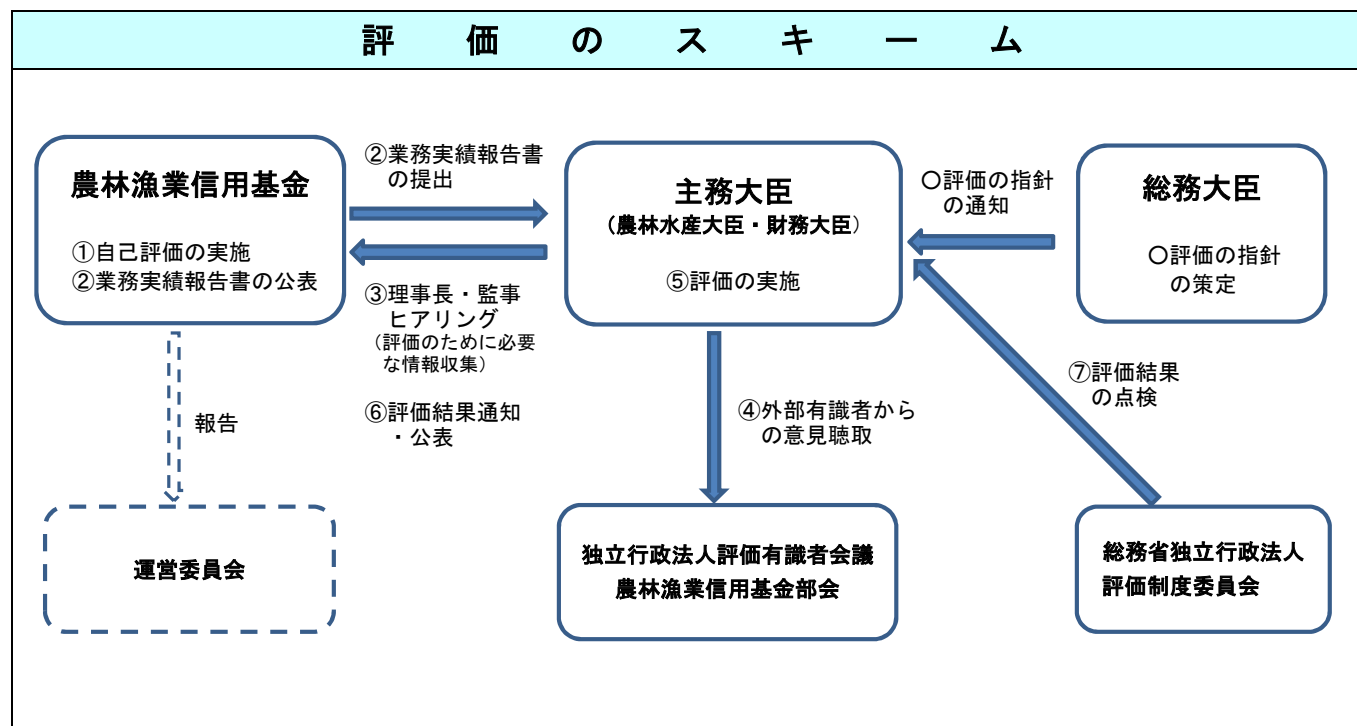 評価のスキーム
農林漁業信用基金
①自己評価の実施
②業務実績報告書の公表
②業務実績報告書
の提出
③理事長・監事
ヒアリング
(評価のために必要
な情報収集)
⑥評価結果通知
・公表
主務大臣
(農林水産大臣・財務大臣)
⑤評価の実施
〇評価の指針
の通知
総務大臣
〇評価の指針
の策定
報告
④外部有識者から
の意見聴取
⑦評価結果
の点検
運営委員会
独立行政法人評価有識者会議
農林漁業信用基金部会
総務省独立行政法人
評価制度委員会